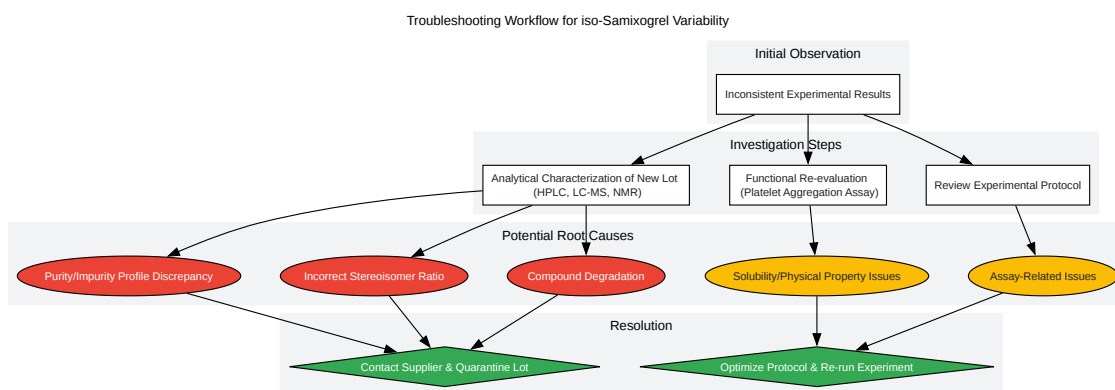 Troubleshooting Workflow for iso-Samixogrel Variability
Initial Observation
Inconsistent Experimental Results
Investigation Steps
Analytical Characterization of New Lot
(HPLC, LC-MS, NMR)
Functional Re-evaluation
(Platelet Aggregation Assay)
Review Experimental Protocol
Potential Root Causes
Purity/Impurity Profile Discrepancy
Incorrect Stereoisomer Ratio
Compound Degradation
Solubility/Physical Property Issues
Assay-Related Issues
Resolution
Contact Supplier & Quarantine Lot
Optimize Protocol & Re-run Experiment